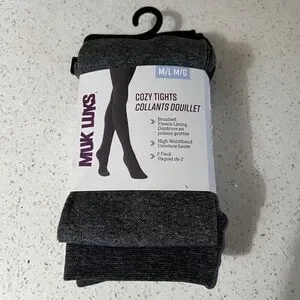 M/L M/G
COZY TIGHTS
COLLANTS DOUILLET
Brushed
Fleece Lining
Doublure en
polaire grattée
High Waistband
Ceinture haute
2 Pack
Paquet de 2
MUK LUKS